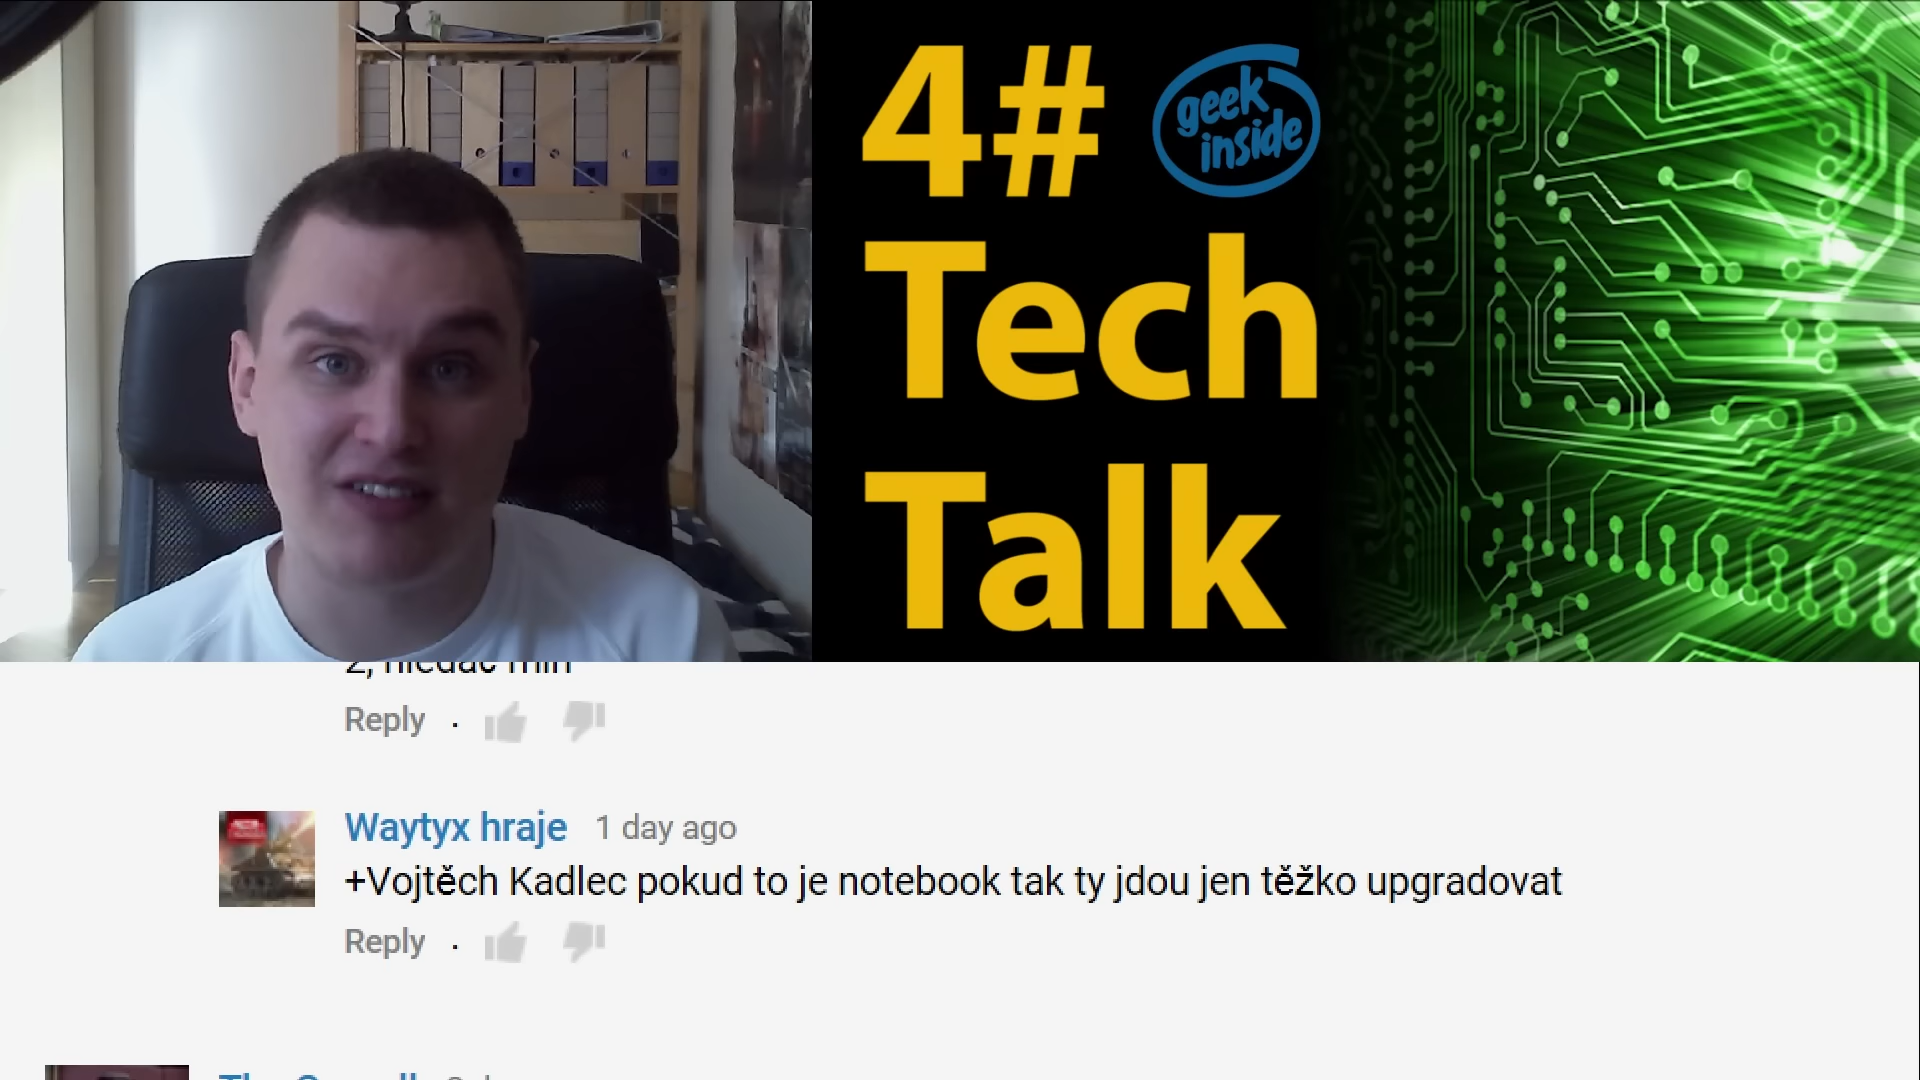 4#
geek
inside
Tech
Talk
Reply .
Waytyx hraje 1 day ago
+Vojtěch Kadlec pokud to je notebook tak ty jdou jen těžko upgradovat
Reply .